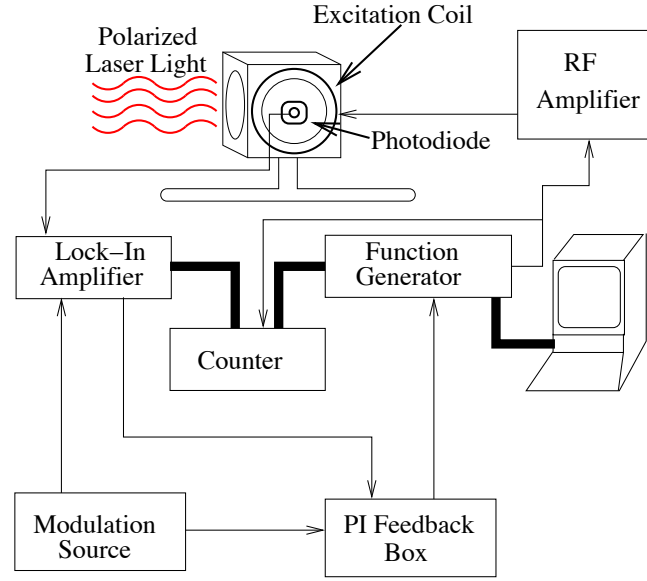 Excitation Coil
Polarized
Laser Light
RF
Amplifier
Photodiode
Lock–In
Amplifier
Function
Generator
Counter
Modulation
Source
PI Feedback
Box